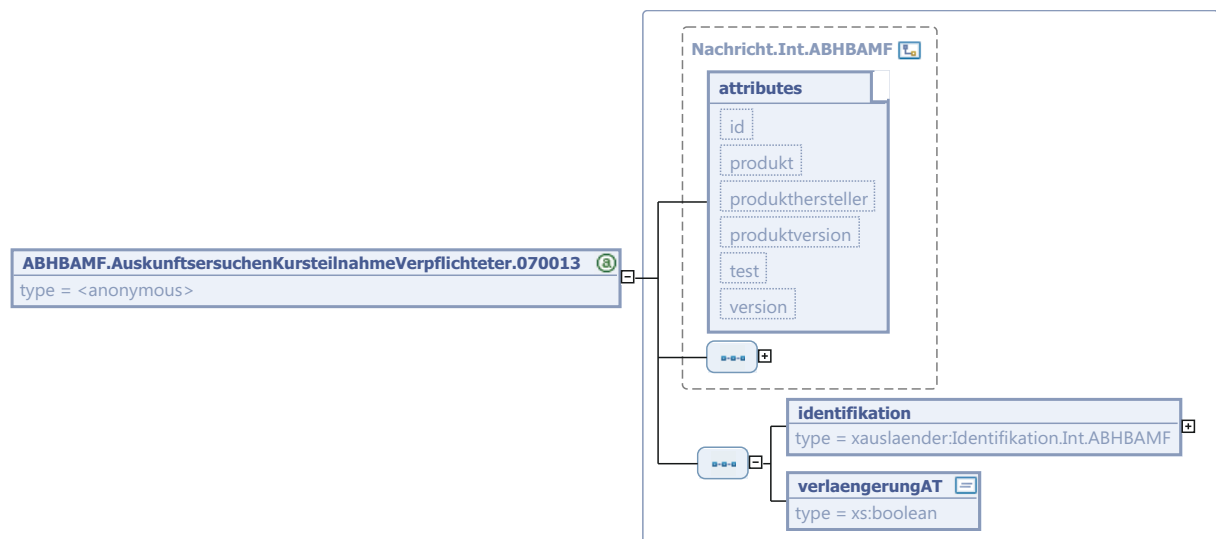 Nachricht.Int.ABHBAMF
attributes
id
produkt
produkthersteller
produktversion
test
version
ABHBAMF.AuskunftsersuchenKursteilnahmeVerpflichteter.070013
type = <anonymous>
identifikation
type = xauslaender:Identifikation.Int.ABHBAMF
verlaengerungAT
type = xs:boolean